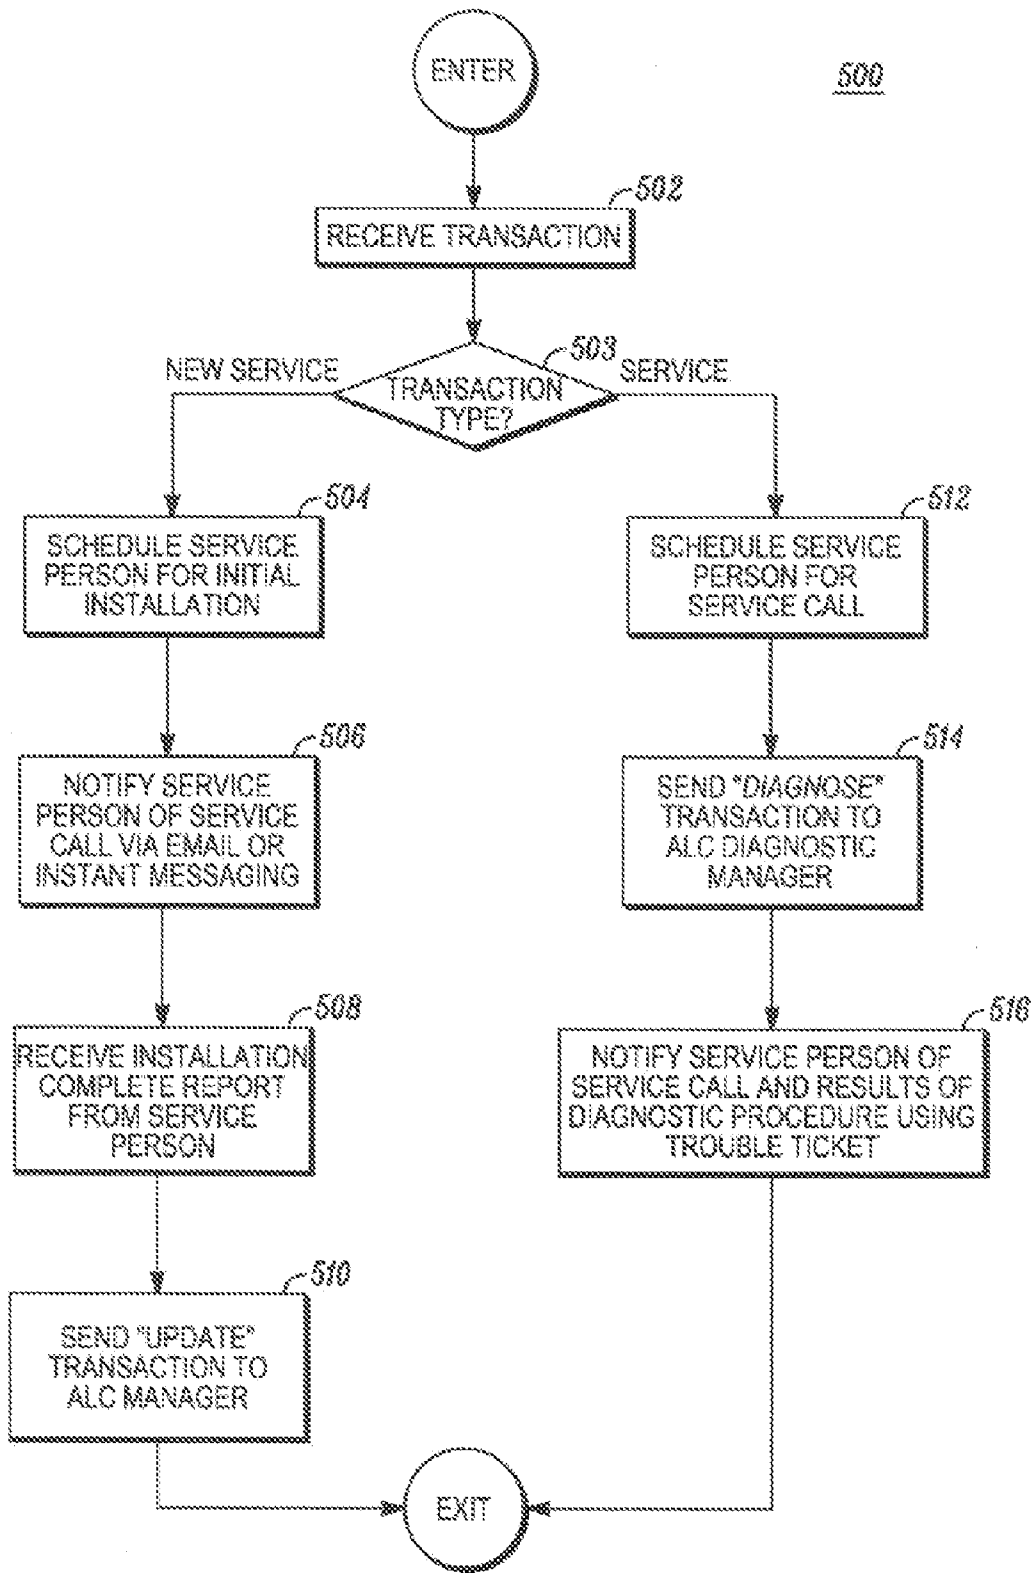 ENTER
500
502
RECEIVE TRANSACTION
503
NEW SERVICE
TRANSACTION
TYPE?
SERVICE
504
SCHEDULE SERVICE
PERSON FOR INITIAL
INSTALLATION
512
SCHEDULE SERVICE
PERSON FOR
SERVICE CALL
506
NOTIFY SERVICE
PERSON OF SERVICE
CALL VIA EMAIL OR
INSTANT MESSAGING
514
SEND "DIAGNOSE"
TRANSACTION TO
ALC DIAGNOSTIC
MANAGER
508
RECEIVE INSTALLATION
COMPLETE REPORT
FROM SERVICE
PERSON
516
NOTIFY SERVICE PERSON OF
SERVICE CALL AND RESULTS OF
DIAGNOSTIC PROCEDURE USING
TROUBLE TICKET
510
SEND "UPDATE"
TRANSACTION TO
ALC MANAGER
EXIT